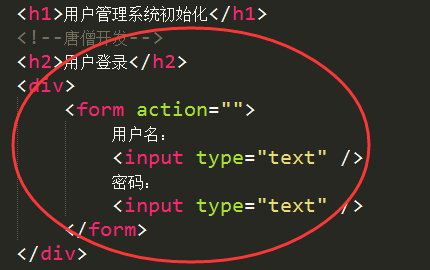 <h1>用户管理系统初始化</h1>
<!--唐僧开发-->
<h2>用户登录</h2>
<div>
<form action="">
用户名:
<input type="text" />
密码:
<input type="text" />
</form>
</div>